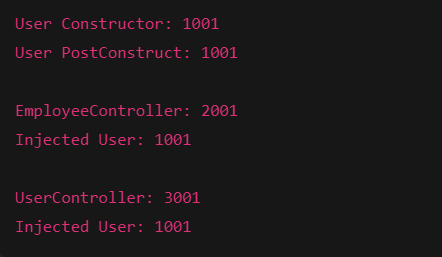 User Constructor: 1001
User PostConstruct: 1001
EmployeeController: 2001
Injected User: 1001
UserController: 3001
Injected User: 1001